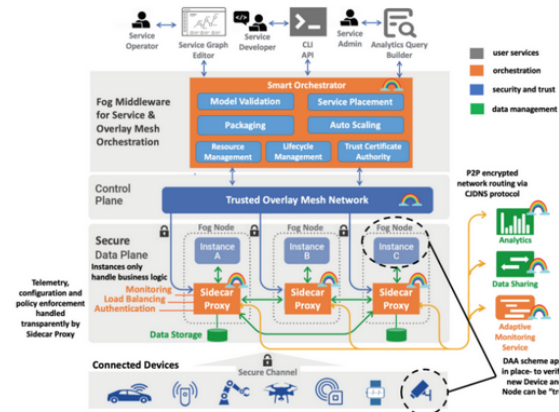 Service
Operator
Service Graph
Editor
Service
Developer
CLI
API
Service
Admin
Analytics Query
Builder
user services
orchestration
security and trust
data management
Fog Middleware
for Service &
Overlay Mesh
Orchestration
Smart Orchestrator
Model Validation
Service Placement
Packaging
Auto Scaling
Resource
Management
Lifecycle
Management
Trust Certificate
Authority
Control
Plane
Trusted Overlay Mesh Network
P2P encrypted
network routing via
CJDNS protocol
Secure
Data Plane
Fog Node
Fog Node
Fog Node
Instance
A
Instance
B
Instance
C
Instances only
handle business logic
Monitoring
Load Balancing
Authentication
Sidecar
Proxy
Sidecar
Proxy
Sidecar
Proxy
Data Storage
Telemetry,
configuration and
policy enforcement
handled
transparently by
Sidecar Proxy
Analytics
Data Sharing
Adaptive
Monitoring
Service
Connected Devices
Secure Channel
DAA scheme ap
in place- to verif
new Device an
Node can be "tr